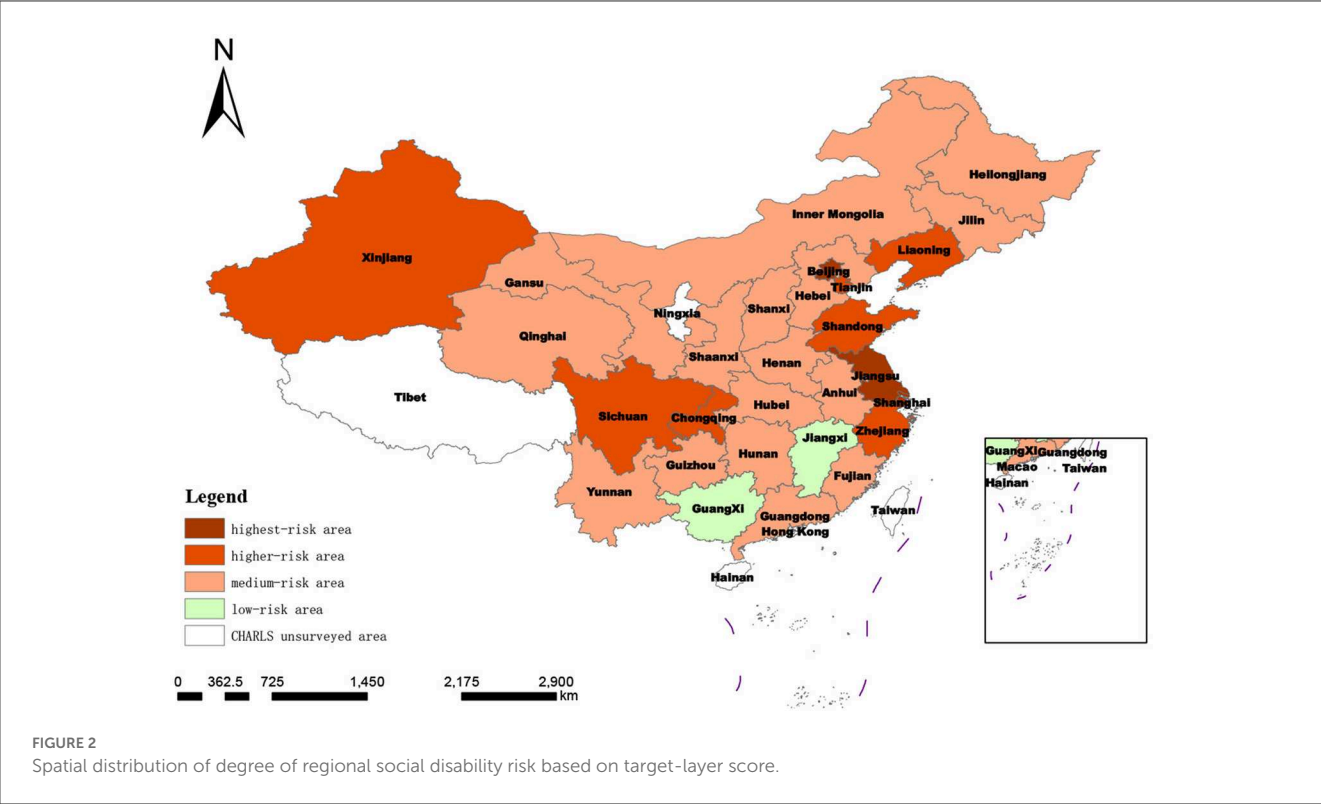 N
Heilongjiang
Inner Mongolia
Jilin
Liaoning
Xinjiang
Beijing
Gansu
Tianjin
Hebei
Ningxia
Shanxi
Shandong
Qinghai
Shaanxi
Henan
Jiangsu
Anhui
Tibet
Shanghai
Hubei
Sichuan
Chongqing
Zhejiang
Jiangxi
Hunan
Guizhou
Fujian
Yunnan
GuangXi
Taiwan
Guangdong
Hong Kong
Hainan
GuangXi
Guangdong
Macao
Taiwan
Hainan
Legend
highest-risk area
higher-risk area
medium-risk area
low-risk area
CHARLS unsurveyed area
0 362.5 725 1,450 2,175 2,900
km
FIGURE 2
Spatial distribution of degree of regional social disability risk based on target-layer score.